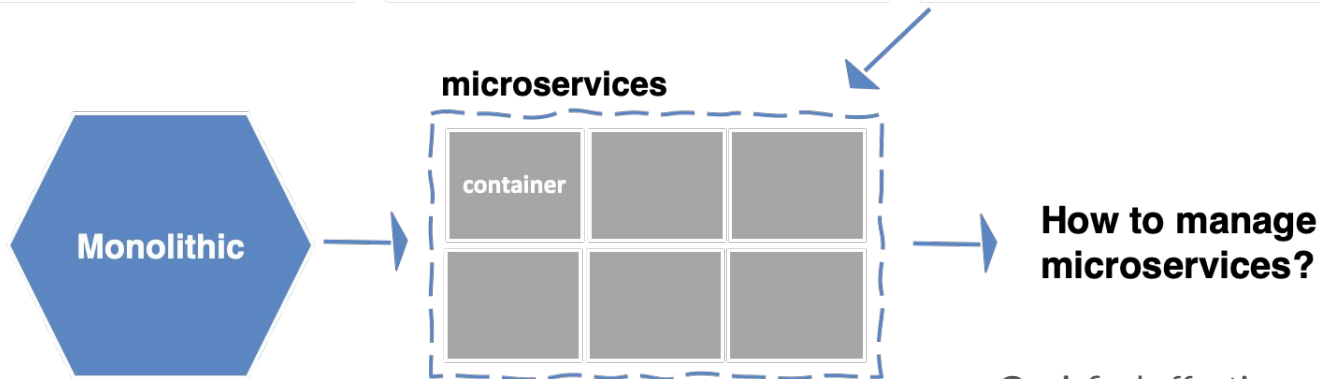 microservices
container
Monolithic
How to manage
microservices?